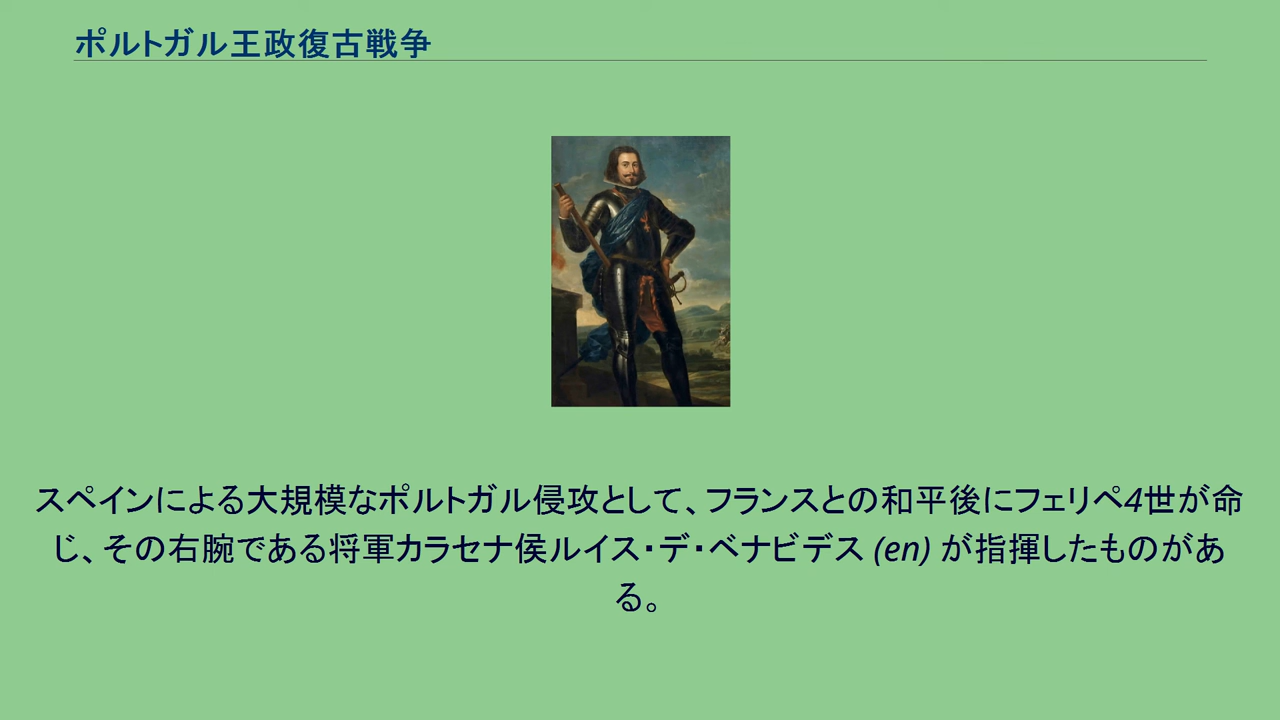 ポルトガル王政復古戦争
スペインによる大規模なポルトガル侵攻として、フランスとの和平後にフェリペ4世が命
じ、その右腕である将軍カラセナ侯ルイス・デ・ベナビデス (en) が指揮したものがあ
る。